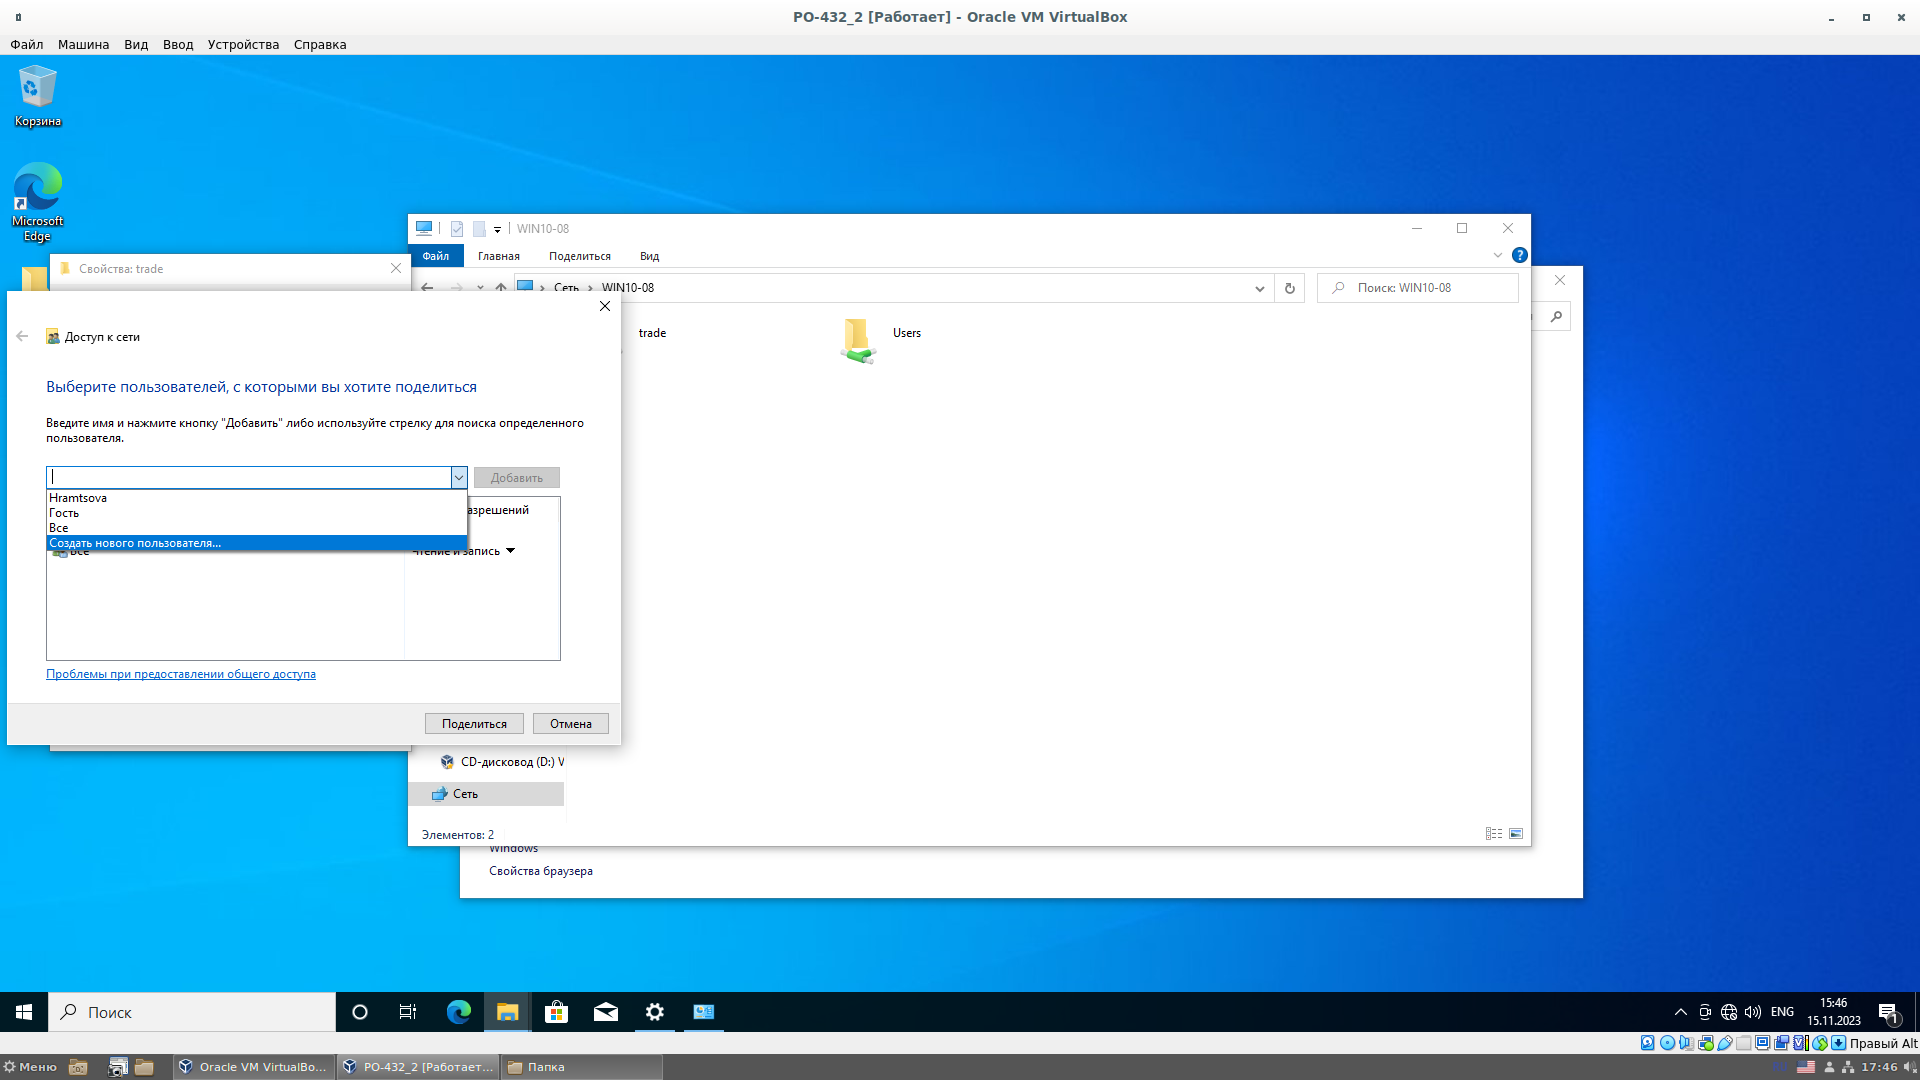 PO-432_2 [Работает] - Oracle VM VirtualBox
Файл Машина Вид Ввод Устройства Справка
Корзина
Microsoft
Edge
WIN10-08
Файл Главная Поделиться Вид
Сеть WIN10-08
Поиск: WIN10-08
Свойства: trade
trade
Users
Доступ к сети
Выберите пользователей, с которыми вы хотите поделиться
Введите имя и нажмите кнопку "Добавить" либо используйте стрелку для поиска определенного
пользователя.
Добавить
Hramtsova
Гость
Все
Создать нового пользователя...
азрешений
Все
Чтение и запись
Проблемы при предоставлении общего доступа
Поделиться Отмена
CD-дисковод (D:) V
Сеть
Элементов: 2
Windows
Свойства браузера
Поиск
ENG
15:46
15.11.2023
1
Правый Alt
Меню
Oracle VM VirtualBo...
PO-432_2 [Работает...
Папка
17:46